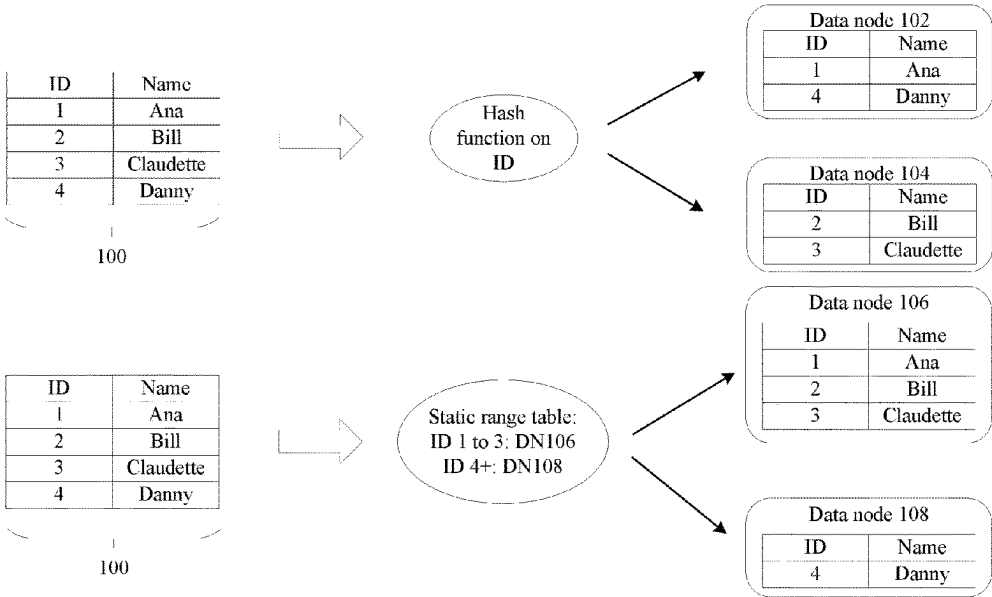 ID Name
1 Ana
2 Bill
3 Claudette
4 Danny
100
Hash
function on
ID
Data node 102
ID Name
1 Ana
4 Danny
Data node 104
ID Name
2 Bill
3 Claudette
ID Name
1 Ana
2 Bill
3 Claudette
4 Danny
100
Static range table:
ID 1 to 3: DN106
ID 4+: DN108
Data node 106
ID Name
1 Ana
2 Bill
3 Claudette
Data node 108
ID Name
4 Danny